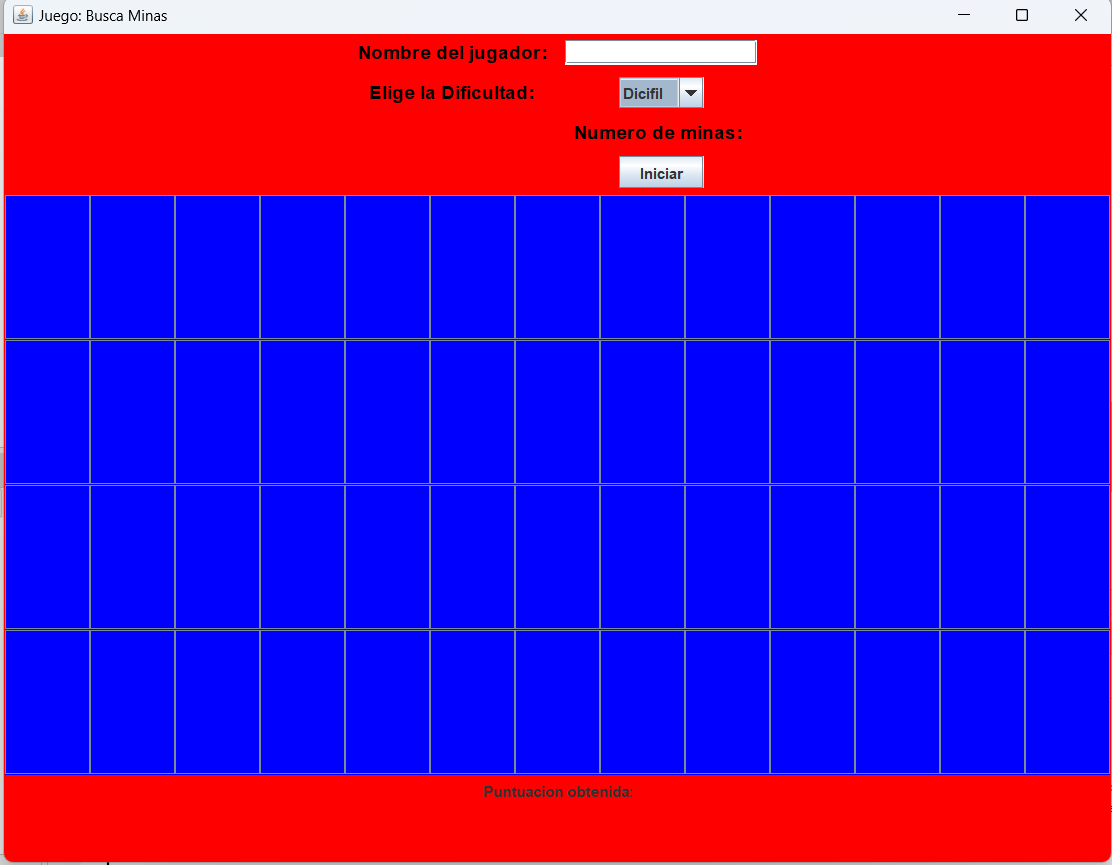 Juego: Busca Minas
Nombre del jugador:
Elige la Dificultad: Dicifil
Numero de minas:
Iniciar
Puntuacion obtenida: